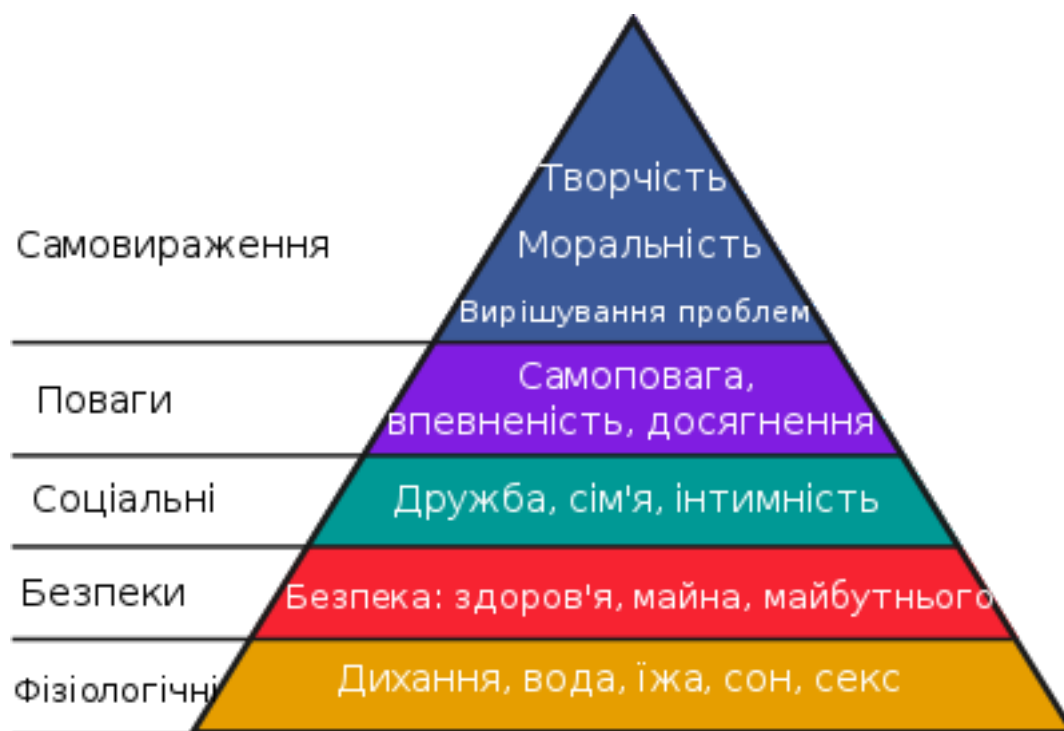 Творчість
Самовираження
Моральність
Вирішування проблем
Поваги
Самоповага,
впевненість, досягнення
Соціальні
Дружба, сім'я, інтимність
Безпеки
Безпека: здоров'я, майна, майбутнього
Фізіологічні
Дихання, вода, їжа, сон, секс